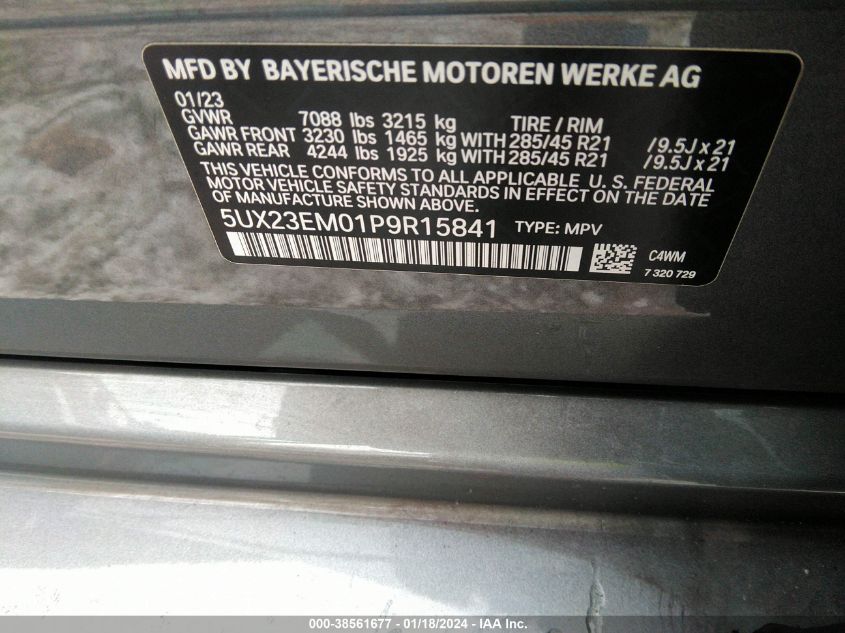 MFD BY BAYERISCHE MOTOREN WERKE AG
01/23
GVWR 7088 lbs 3215 kg TIRE / RIM
GAWR FRONT 3230 lbs 1465 kg WITH 285/45 R21 /9.5J x 21
GAWR REAR 4244 lbs 1925 kg WITH 285/45 R21 /9.5J x 21
THIS VEHICLE CONFORMS TO ALL APPLICABLE U. S. FEDERAL
MOTOR VEHICLE SAFETY STANDARDS IN EFFECT ON THE DATE
OF MANUFACTURE SHOWN ABOVE.
5UX23EM01P9R15841 TYPE: MPV
C4WM
7 320 729
000-38561677 - 01/18/2024 - IAA Inc.